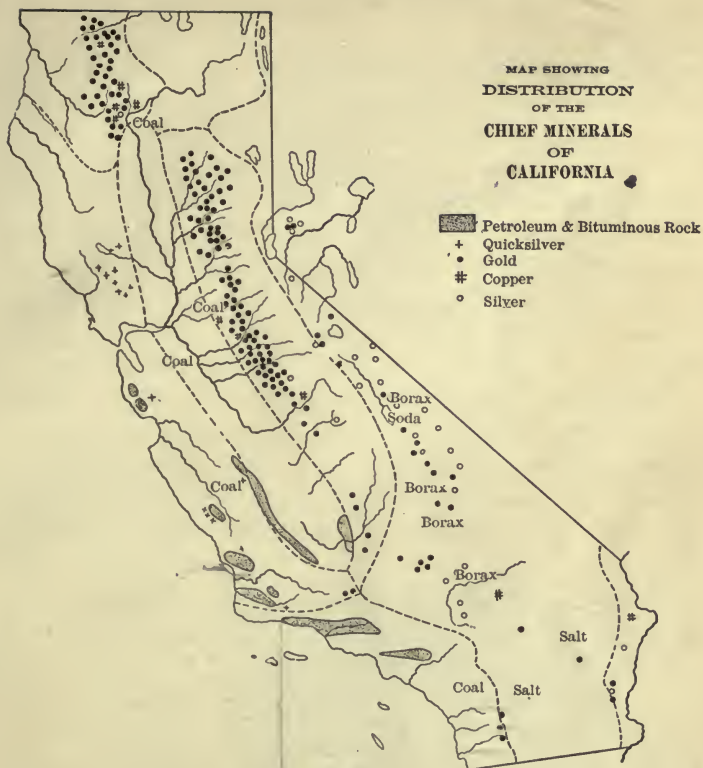 MAP SHOWING
DISTRIBUTION
OF THE
CHIEF MINERALS
OF
CALIFORNIA
Petroleum & Bituminous Rock
Quicksilver
Gold
Copper
Silver
Coal
Coal
Coal
Borax
Soda
Coal
Borax
Borax
Borax
Salt
Coal
Salt